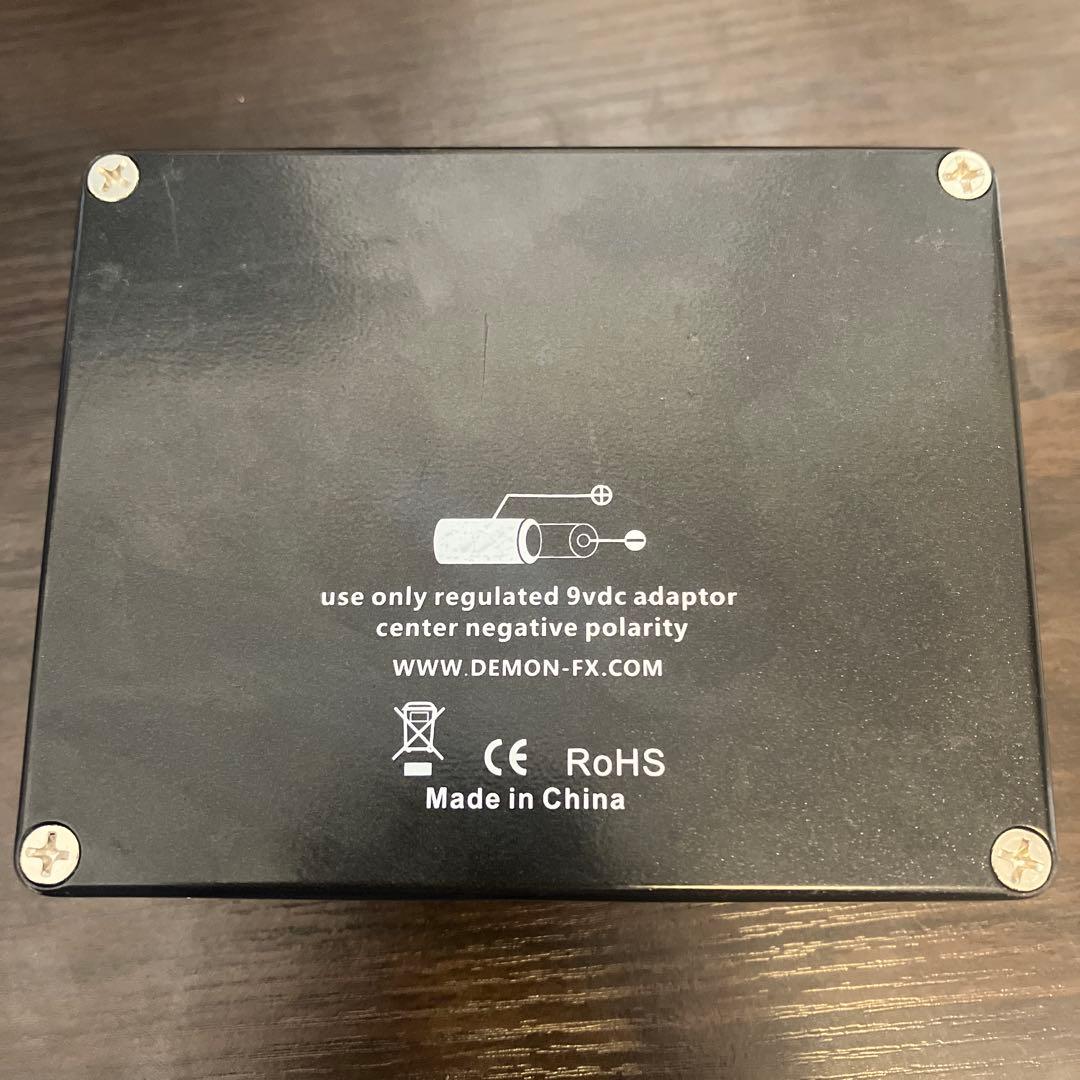 use only regulated 9vdc adaptor
center negative polarity
WWW.DEMON-FX.COM
CE RoHS
Made in China